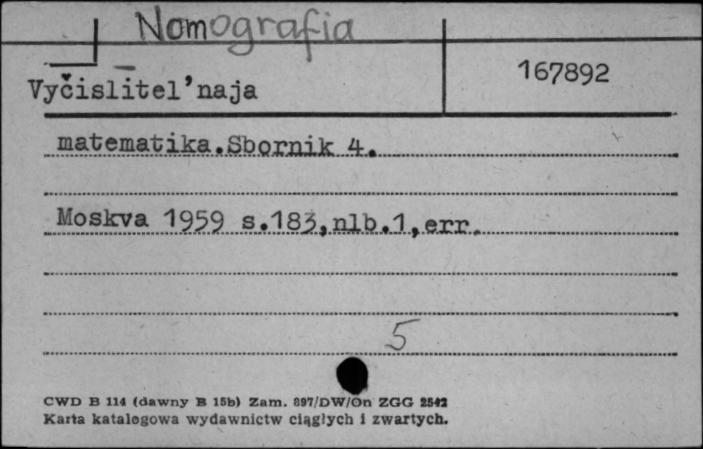 Nomografia
167892
Vyčislitel'naja
matematika.Sbornik 4.
Moskva 1959 s.183,nlb.1,err.
5
CWD B 114 (dawny B 15b) Zam. 897/DW/On ZGG 2542
Karta katalogowa wydawnictw ciągłych i zwartych.